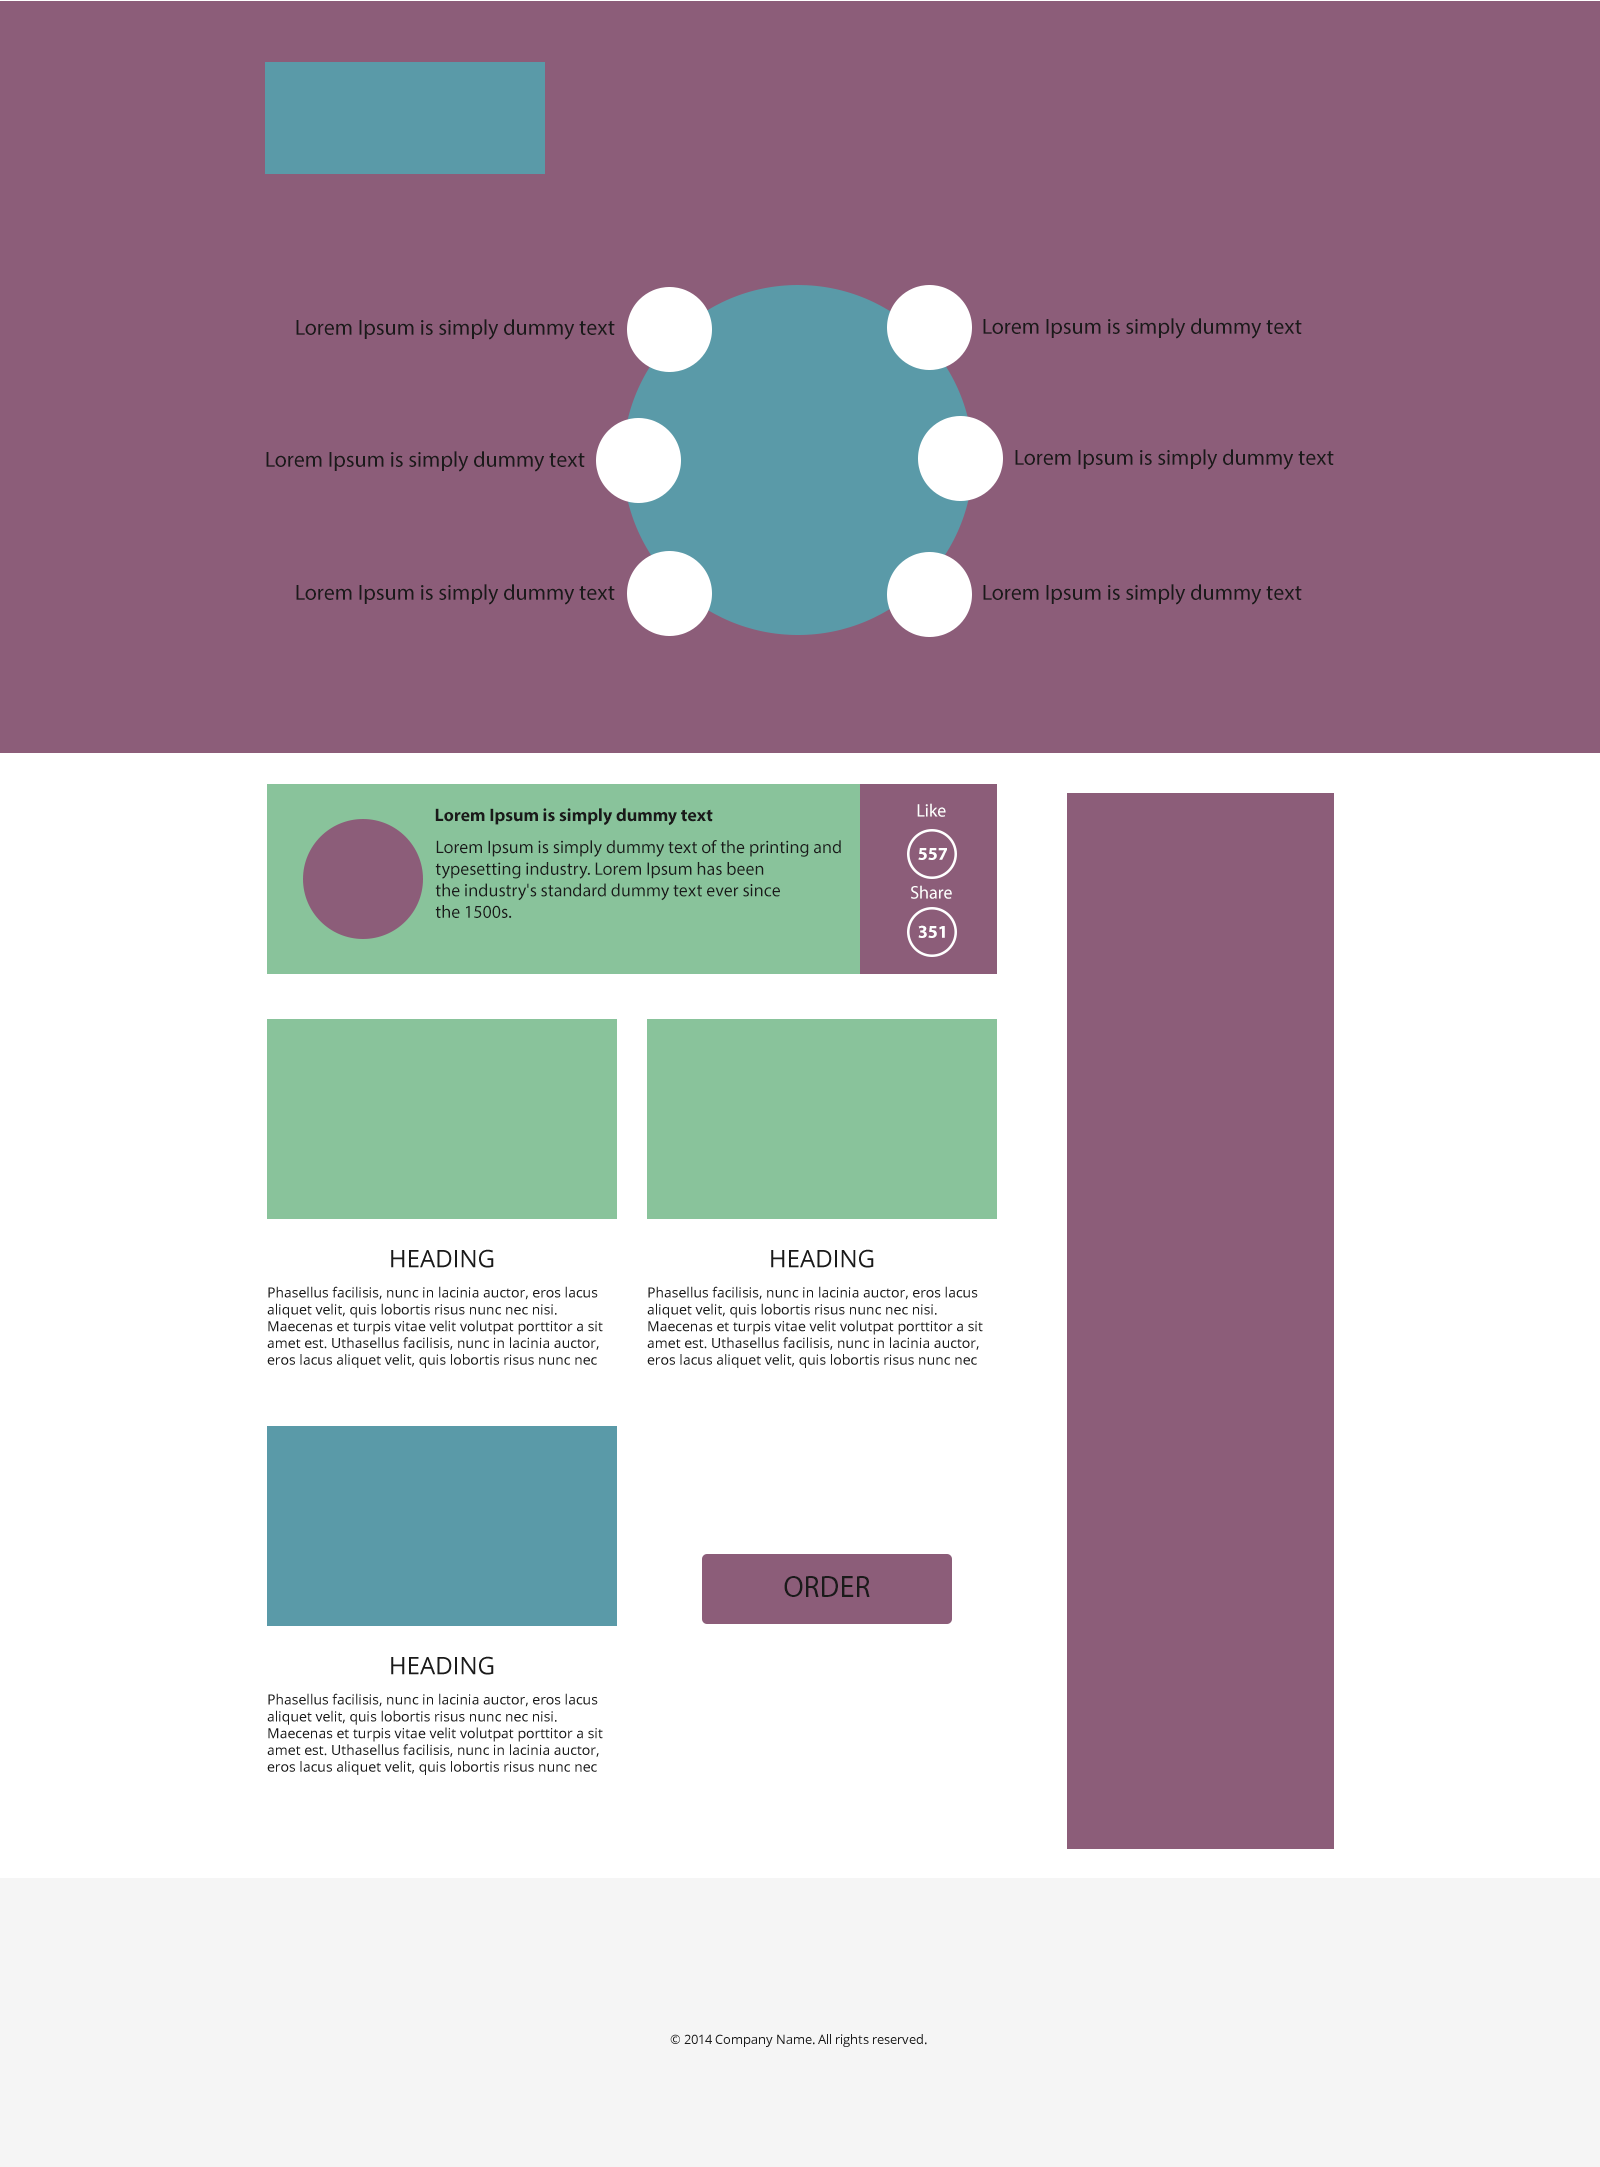 Lorem Ipsum is simply dummy text
Lorem Ipsum is simply dummy text
Lorem Ipsum is simply dummy text
Lorem Ipsum is simply dummy text
Lorem Ipsum is simply dummy text
Lorem Ipsum is simply dummy text
Lorem Ipsum is simply dummy text
Lorem Ipsum is simply dummy text of the printing and
typesetting industry. Lorem Ipsum has been
the industry's standard dummy text ever since
the 1500s.
Like
557
Share
351
HEADING
Phasellus facilisis, nunc in lacinia auctor, eros lacus
aliquet velit, quis lobortis risus nunc nec nisi.
Maecenas et turpis vitae velit volutpat porttitor a sit
amet est. Uthasellus facilisis, nunc in lacinia auctor,
eros lacus aliquet velit, quis lobortis risus nunc nec
HEADING
Phasellus facilisis, nunc in lacinia auctor, eros lacus
aliquet velit, quis lobortis risus nunc nec nisi.
Maecenas et turpis vitae velit volutpat porttitor a sit
amet est. Uthasellus facilisis, nunc in lacinia auctor,
eros lacus aliquet velit, quis lobortis risus nunc nec
HEADING
Phasellus facilisis, nunc in lacinia auctor, eros lacus
aliquet velit, quis lobortis risus nunc nec nisi.
Maecenas et turpis vitae velit volutpat porttitor a sit
amet est. Uthasellus facilisis, nunc in lacinia auctor,
eros lacus aliquet velit, quis lobortis risus nunc nec
ORDER
© 2014 Company Name. All rights reserved.